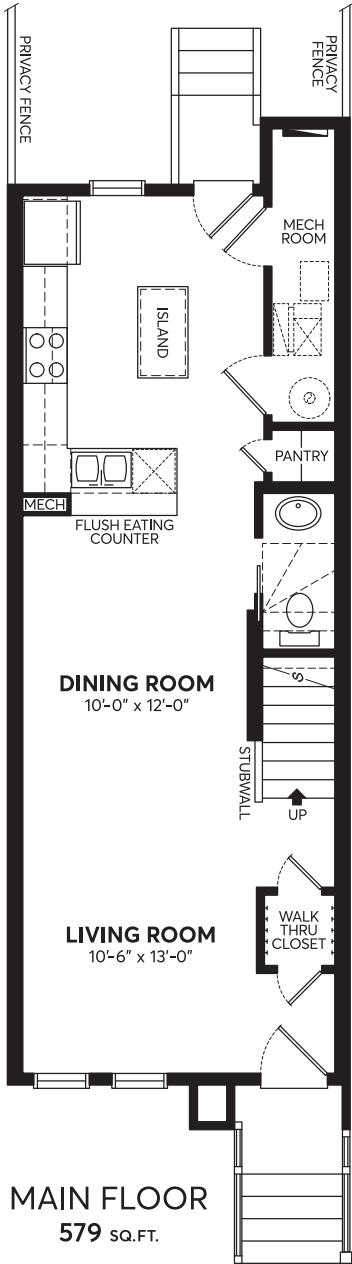 PRIVACY
FENCE
PRIVACY
FENCE
MECH
ROOM
ISLAND
PANTRY
MECH
FLUSH EATING
COUNTER
DINING ROOM
10'-0" x 12'-0"
S
STUBWALL
UP
WALK
THRU
CLOSET
LIVING ROOM
10'-6" x 13'-0"
MAIN FLOOR
579 SQ.FT.